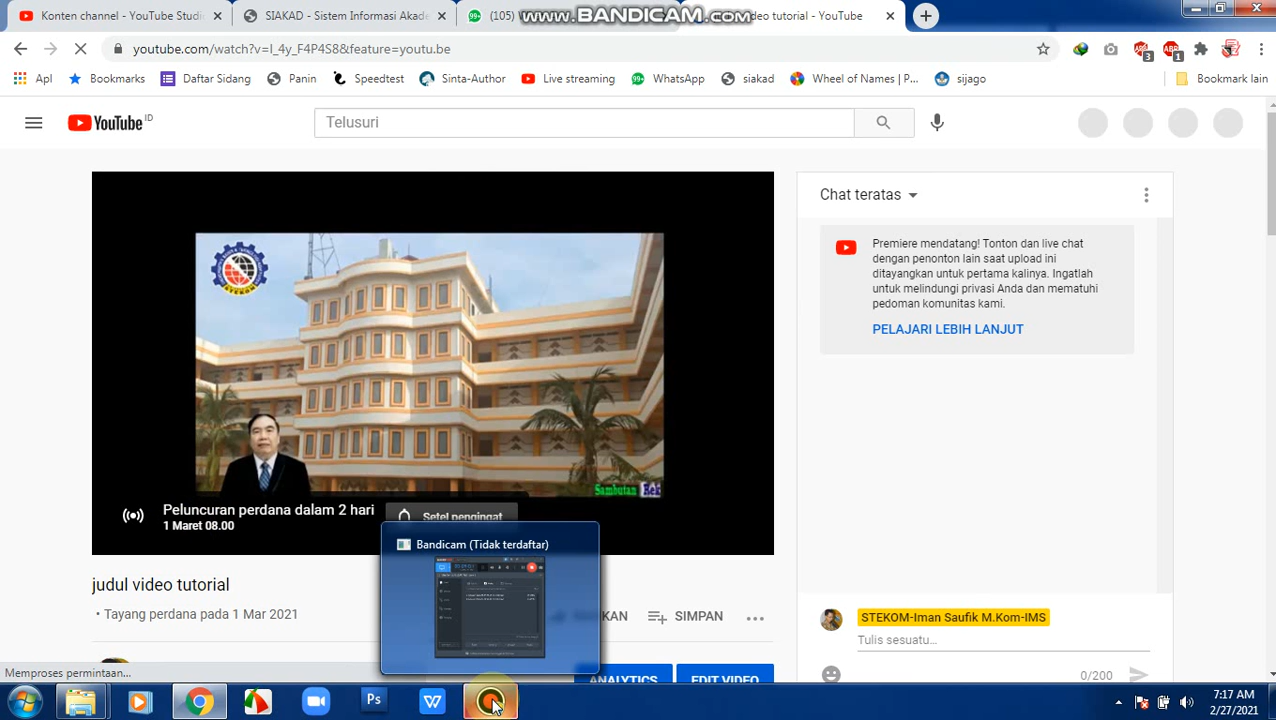 Konten channel - YouTube Studi
SIAKAD - Sistem Informasi Akade
(105)
www.BANDICAM.com
video tutorial - YouTube
youtube.com/watch?v=I_4y_F4P4S8&feature=youtu.be
Apl
Bookmarks
Daftar Sidang
Panin
Speedtest
Sinta-Author
Live streaming
WhatsApp
siakad
Wheel of Names | P...
sijago
Bookmark lain
YouTube ID
Telusuri
Chat teratas
Premiere mendatang! Tonton dan live chat
dengan penonton lain saat upload ini
ditayangkan untuk pertama kalinya. Ingatlah
untuk melindungi privasi Anda dan mematuhi
pedoman komunitas kami.
PELAJARI LEBIH LANJUT
Sambutan
Peluncuran perdana dalam 2 hari
1 Maret 08.00
Setel pengingat
Bandicam (Tidak terdaftar)
judul video tutorial
• Tayang perdana pada 1 Mar 2021
KAN
SIMPAN
STEKOM-Iman Saufik M.Kom-IMS
Tulis sesuatu...
0/200
ANALYTICS
EDIT VIDEO
Memproses permintaan...
Ps
7:17 AM
2/27/2021